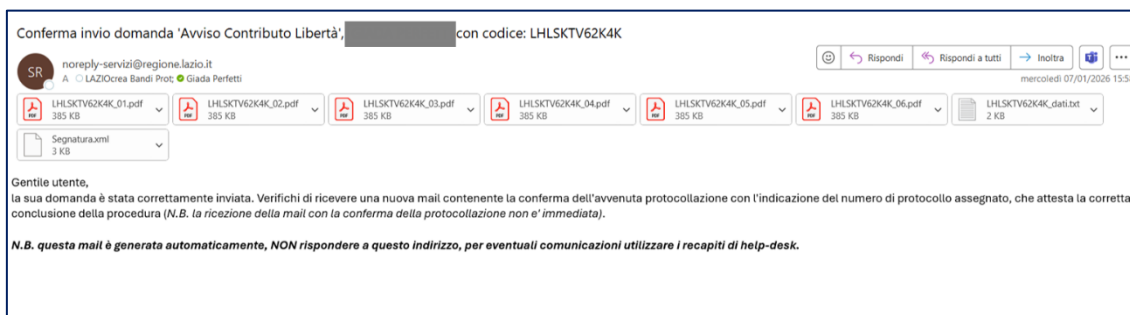 Conferma invio domanda 'Avviso Contributo Libertà', con codice: LHLSKTV62K4K
SR
noreply-servizi@regione.lazio.it
A LAZIOcrea Bandi Prot; Giada Perfetti
Rispondi
Rispondi a tutti
Inoltra
mercoledì 07/01/2026 15:5
LHLSKTV62K4K_01.pdf
385 KB
LHLSKTV62K4K_02.pdf
385 KB
LHLSKTV62K4K_03.pdf
385 KB
LHLSKTV62K4K_04.pdf
385 KB
LHLSKTV62K4K_05.pdf
385 KB
LHLSKTV62K4K_06.pdf
385 KB
LHLSKTV62K4K_dati.txt
2 KB
Segnatura.xml
3 KB
Gentile utente,
la sua domanda è stata correttamente inviata. Verifichi di ricevere una nuova mail contenente la conferma dell'avvenuta protocollazione con l'indicazione del numero di protocollo assegnato, che attesta la corretta
conclusione della procedura (N.B. la ricezione della mail con la conferma della protocollazione non e' immediata).
N.B. questa mail è generata automaticamente, NON rispondere a questo indirizzo, per eventuali comunicazioni utilizzare i recapiti di help-desk.